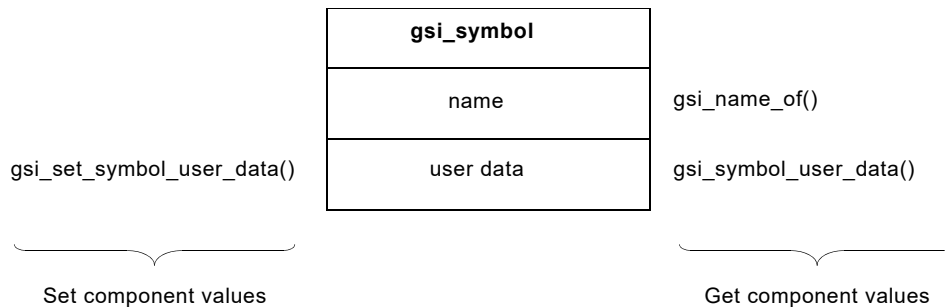 gsi_symbol
name gsi_name_of()
gsi_set_symbol_user_data() user data gsi_symbol_user_data()
Set component values Get component values